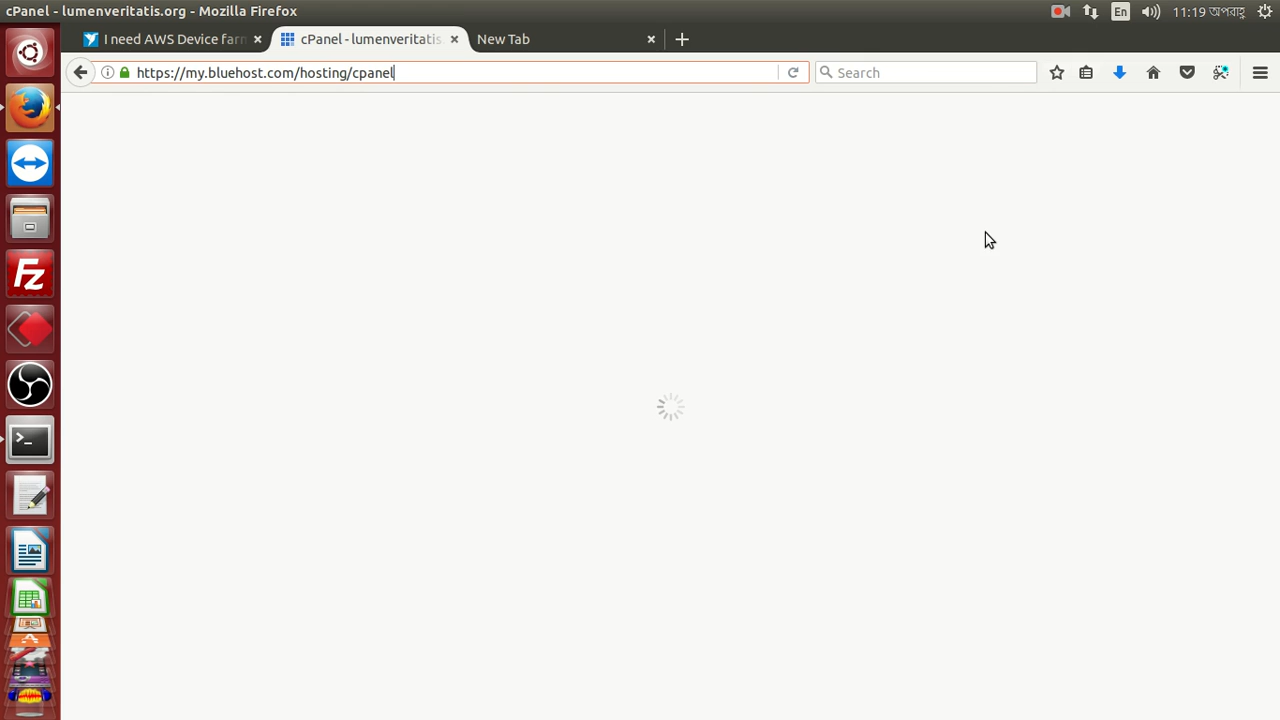 cPanel - lumenveritatis.org - Mozilla Firefox
En
11:19 অপরাহ্ণ
I need AWS Device farm
cPanel - lumenveritatis.
New Tab
https://my.bluehost.com/hosting/cpanel
Search
Fz